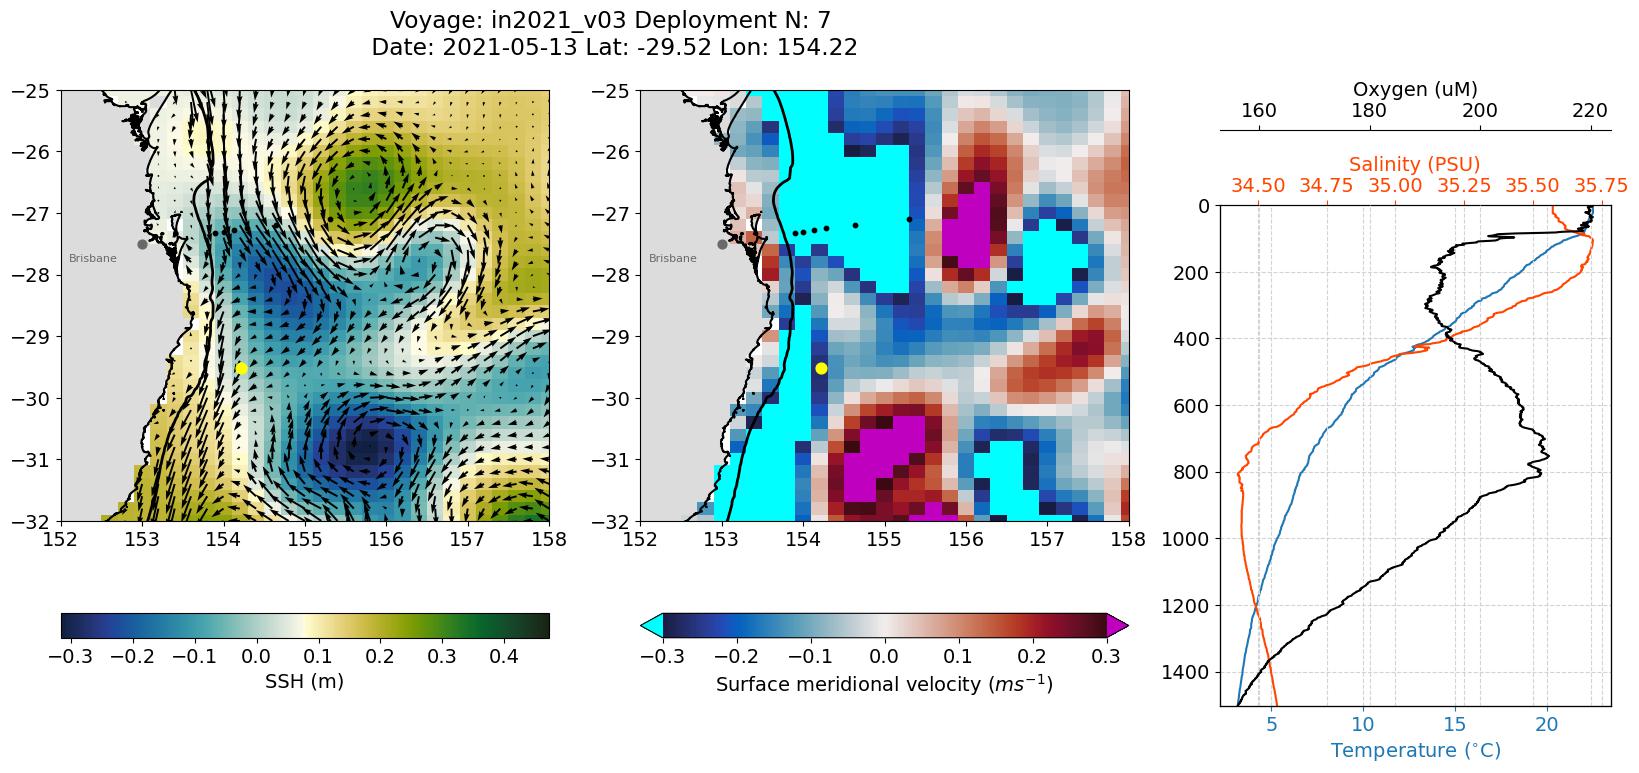 Voyage: in2021_v03 Deployment N: 7
Date: 2021-05-13 Lat: -29.52 Lon: 154.22
−25
−26
−27
−28
−29
−30
−31
−32
152 153 154 155 156 157 158
Brisbane
−0.3 −0.2 −0.1 0.0 0.1 0.2 0.3 0.4
SSH (m)
−25
−26
−27
−28
−29
−30
−31
−32
152 153 154 155 156 157 158
Brisbane
−0.3 −0.2 −0.1 0.0 0.1 0.2 0.3
Surface meridional velocity (ms⁻¹)
Oxygen (uM)
160 180 200 220
Salinity (PSU)
34.50 34.75 35.00 35.25 35.50 35.75
0
200
400
600
800
1000
1200
1400
5 10 15 20
Temperature (°C)